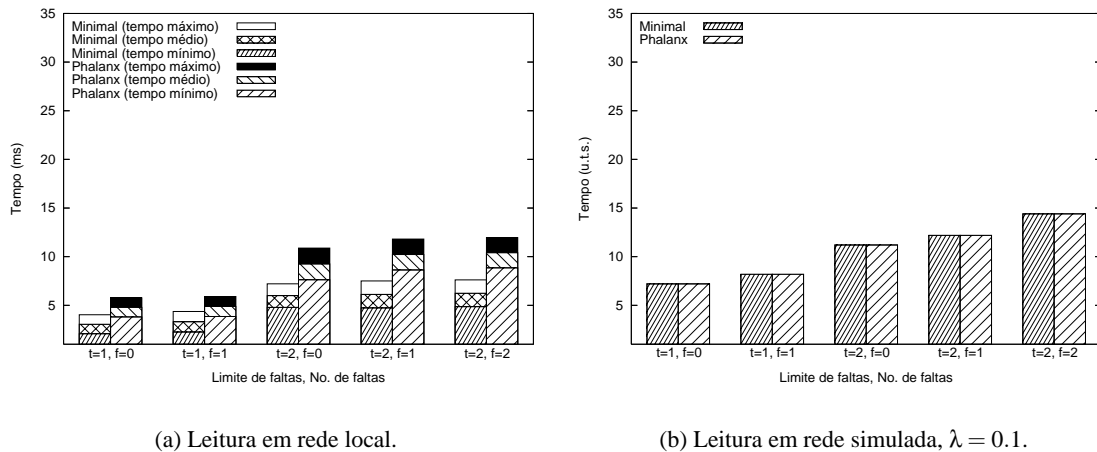 35
30
25
20
15
10
5
Tempo (ms)
Minimal (tempo máximo)
Minimal (tempo médio)
Minimal (tempo mínimo)
Phalanx (tempo máximo)
Phalanx (tempo médio)
Phalanx (tempo mínimo)
t=1, f=0 t=1, f=1 t=2, f=0 t=2, f=1 t=2, f=2
Limite de faltas, No. de faltas
(a) Leitura em rede local.
35
30
25
20
15
10
5
Tempo (u.t.s.)
Minimal
Phalanx
t=1, f=0 t=1, f=1 t=2, f=0 t=2, f=1 t=2, f=2
Limite de faltas, No. de faltas
(b) Leitura em rede simulada, λ = 0.1.